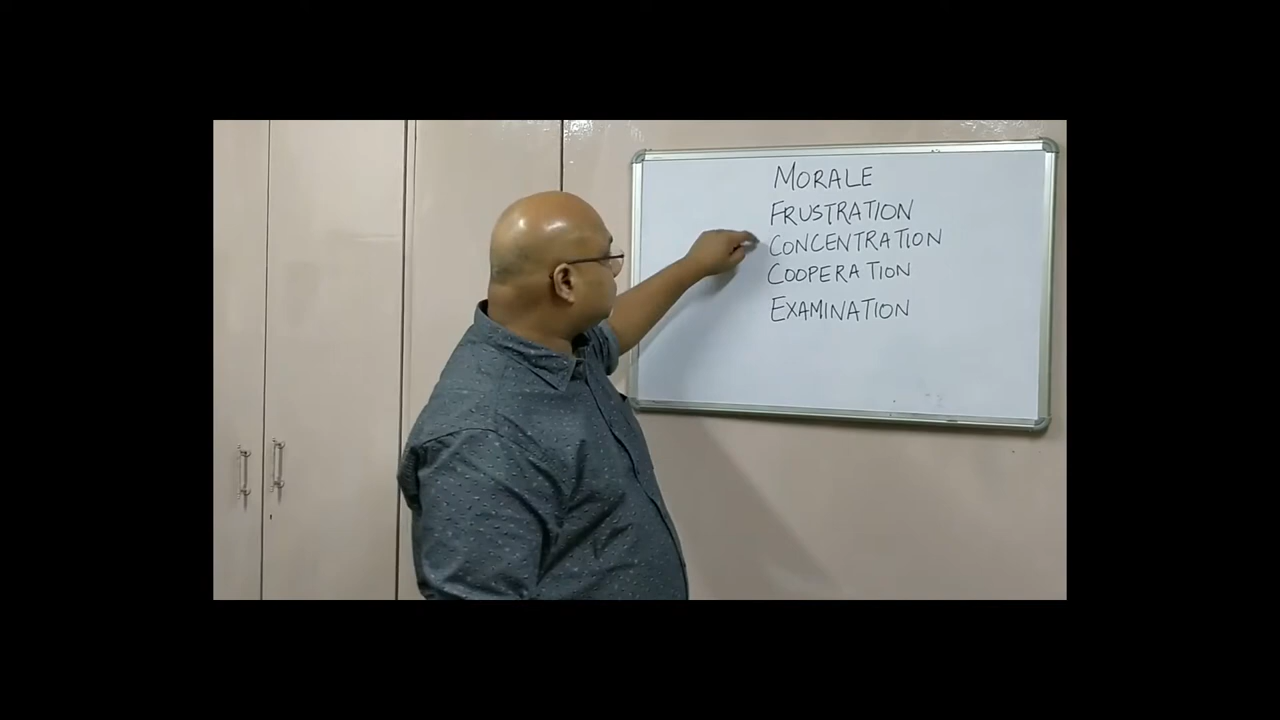 MORALE
FRUSTRATION
CONCENTRATION
COOPERATION
EXAMINATION